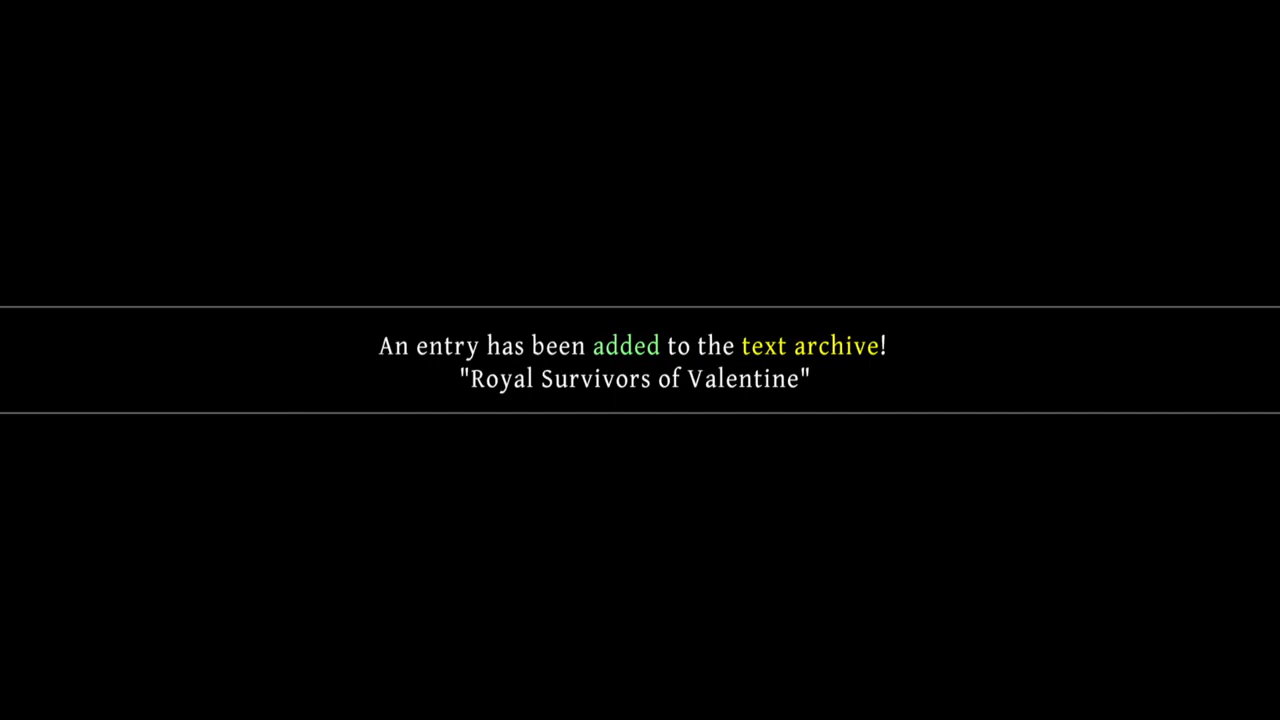 An entry has been added to the text archive!
"Royal Survivors of Valentine"